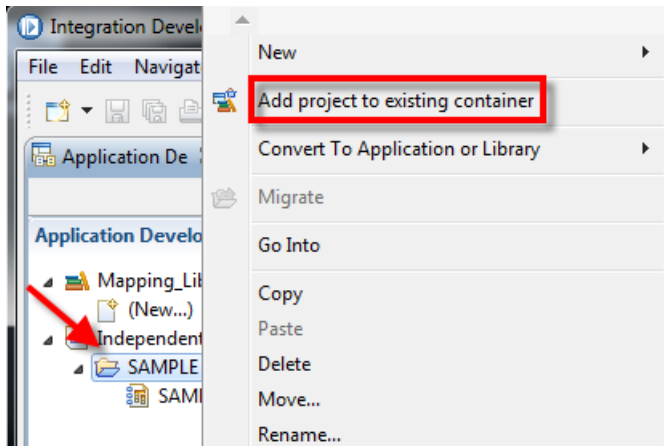 Integration Devel
File Edit Navigat
Application De
Application Develo
Mapping_Lib
(New...)
Independent
SAMPLE
SAMI
New
Add project to existing container
Convert To Application or Library
Migrate
Go Into
Copy
Paste
Delete
Move...
Rename...